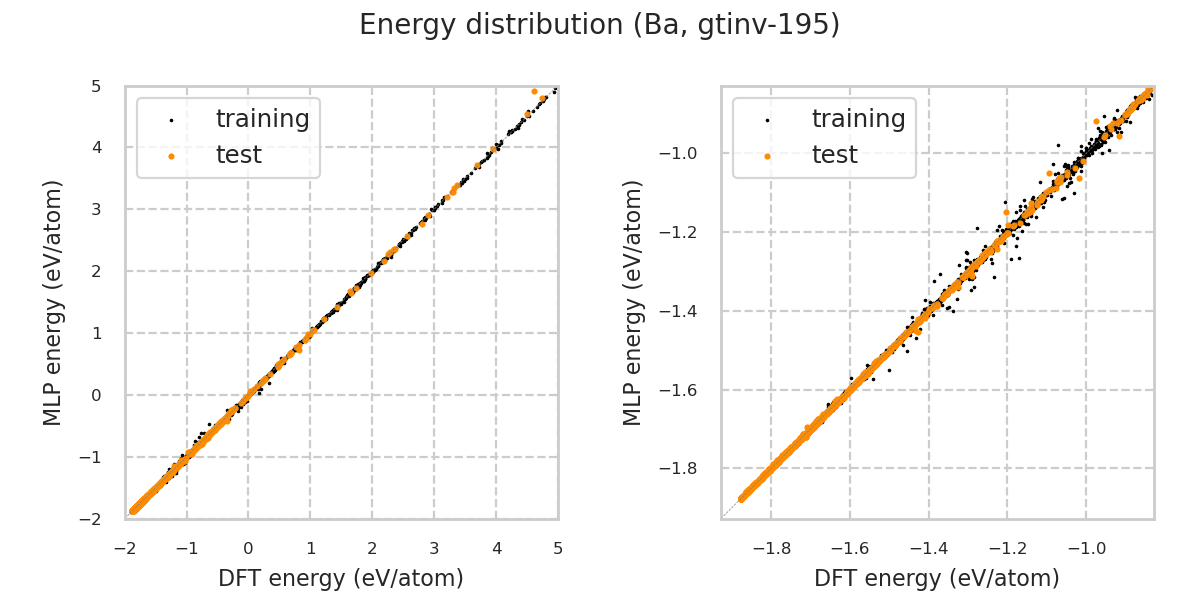 Energy distribution (Ba, gtinv-195)
training
test
5
4
3
2
1
0
−1
−2
−2
−1
0
1
2
3
4
5
MLP energy (eV/atom)
DFT energy (eV/atom)
training
test
−1.0
−1.2
−1.4
−1.6
−1.8
−1.8
−1.6
−1.4
−1.2
−1.0
MLP energy (eV/atom)
DFT energy (eV/atom)